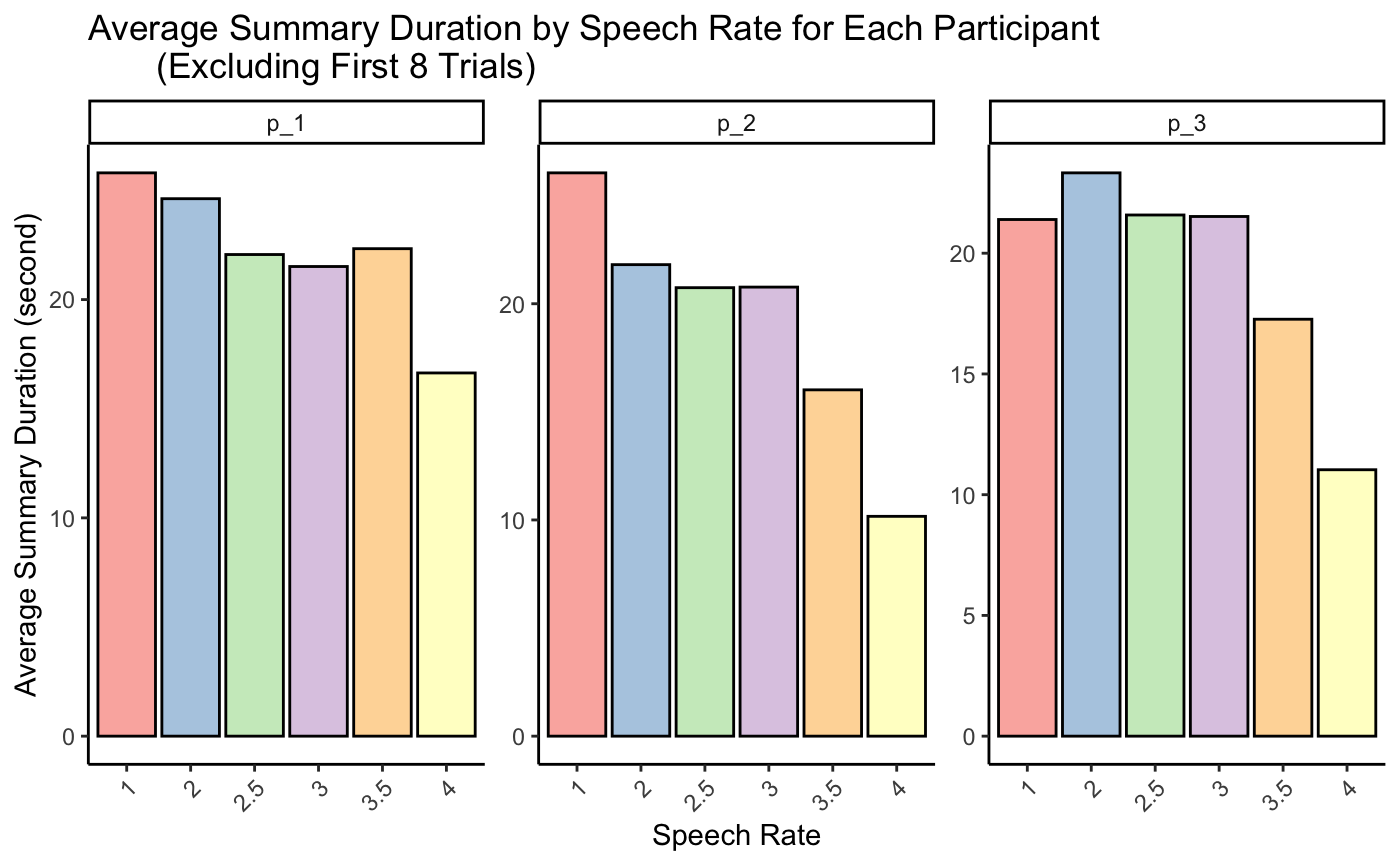 Average Summary Duration by Speech Rate for Each Participant
(Excluding First 8 Trials)
p_1
p_2
p_3
Average Summary Duration (second)
20
10
0
20
10
0
20
15
10
5
0
1 2 2.5 3 3.5 4
1 2 2.5 3 3.5 4
1 2 2.5 3 3.5 4
Speech Rate